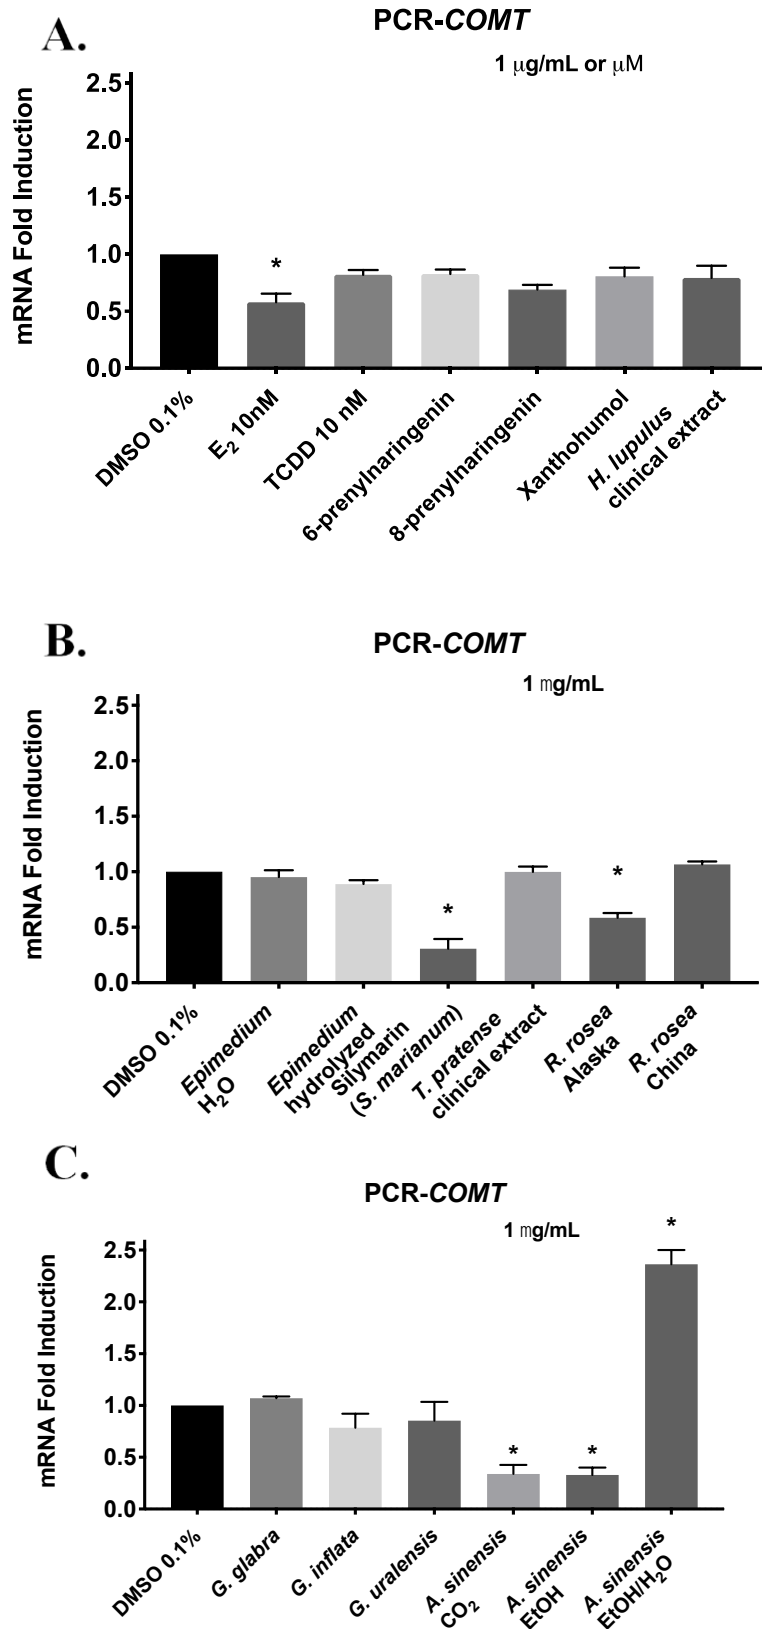 A.
PCR-COMT
1 μg/mL or μM
mRNA Fold Induction
2.5
2.0
1.5
1.0
0.5
0.0
*
DMSO 0.1%
E₂ 10nM
TCDD 10 nM
6-prenylnaringenin
8-prenylnaringenin
Xanthohumol
H. lupulus
clinical extract
B.
PCR-COMT
1 mg/mL
mRNA Fold Induction
2.5
2.0
1.5
1.0
0.5
0.0
*
*
DMSO 0.1%
Epimedium
H₂O
Epimedium
hydrolyzed
Silymarin
(S. marianum)
T. pratense
clinical extract
R. rosea
Alaska
R. rosea
China
C.
PCR-COMT
1 mg/mL
mRNA Fold Induction
2.5
2.0
1.5
1.0
0.5
0.0
*
*
*
DMSO 0.1%
G. glabra
G. inflata
G. uralensis
A. sinensis
CO₂
A. sinensis
EtOH
A. sinensis
EtOH/H₂O